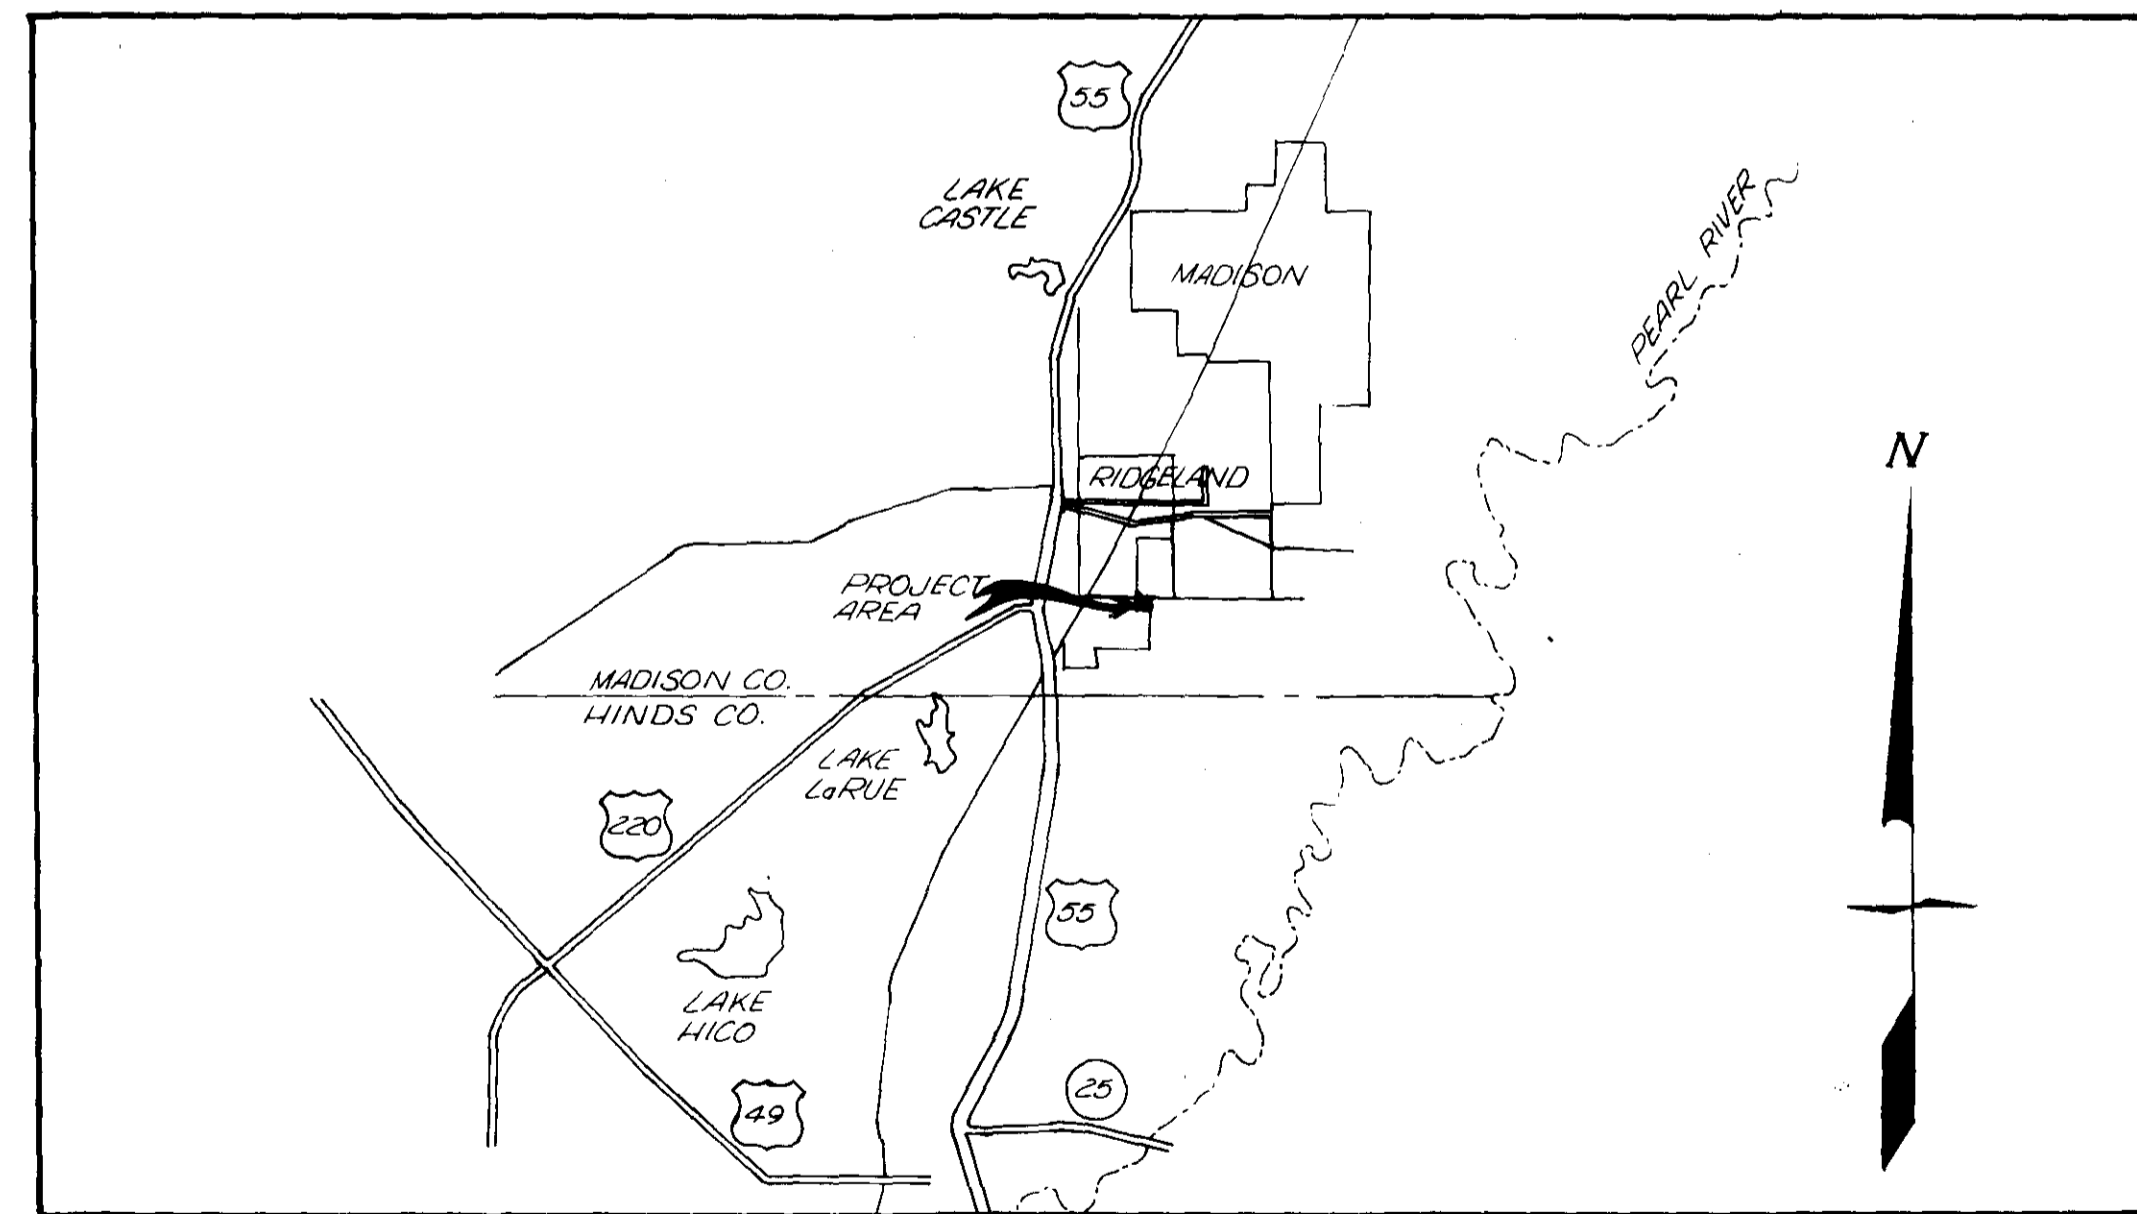 55
LAKE
CASTLE
MADISON
PEARL RIVER
N
RIDGELAND
PROJECT
AREA
MADISON CO.
HINDS CO.
LAKE
LaRUE
220
55
LAKE
HICO
25
49